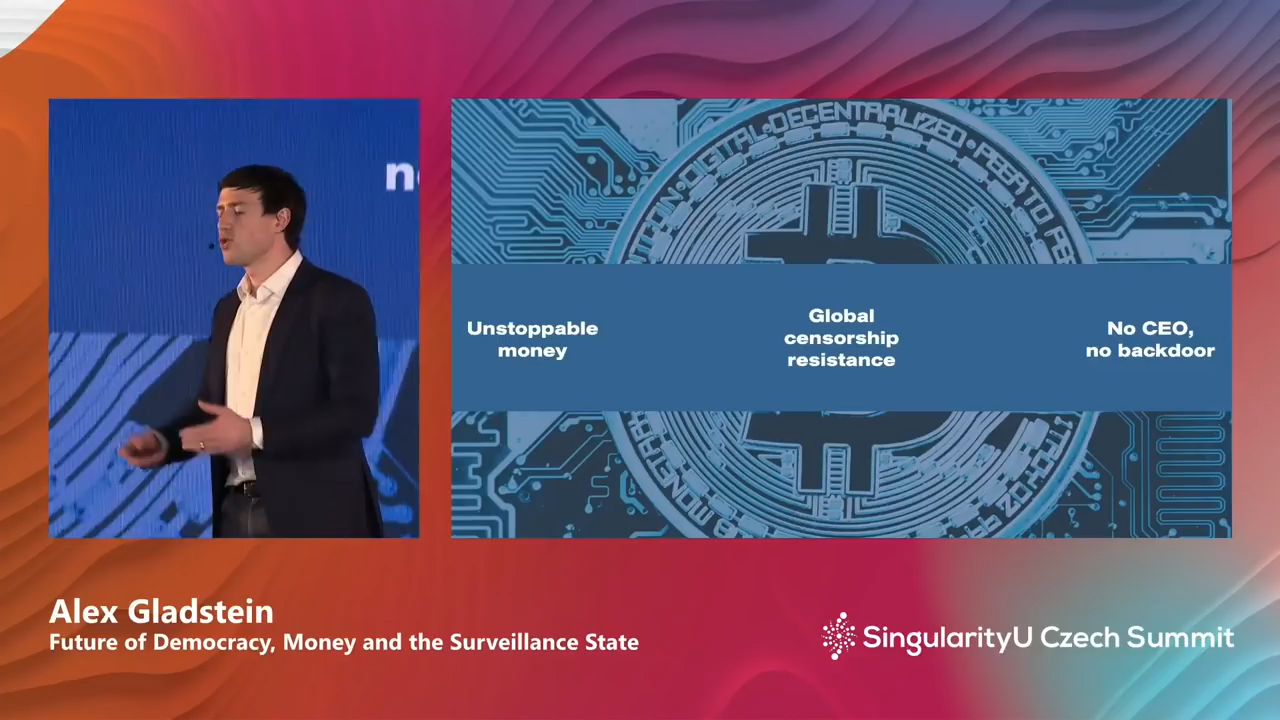 n
DIGITAL•DECENTRALIZED•PEER TO PEER
Unstoppable
money
Global
censorship
resistance
No CEO,
no backdoor
Alex Gladstein
Future of Democracy, Money and the Surveillance State
SingularityU Czech Summit